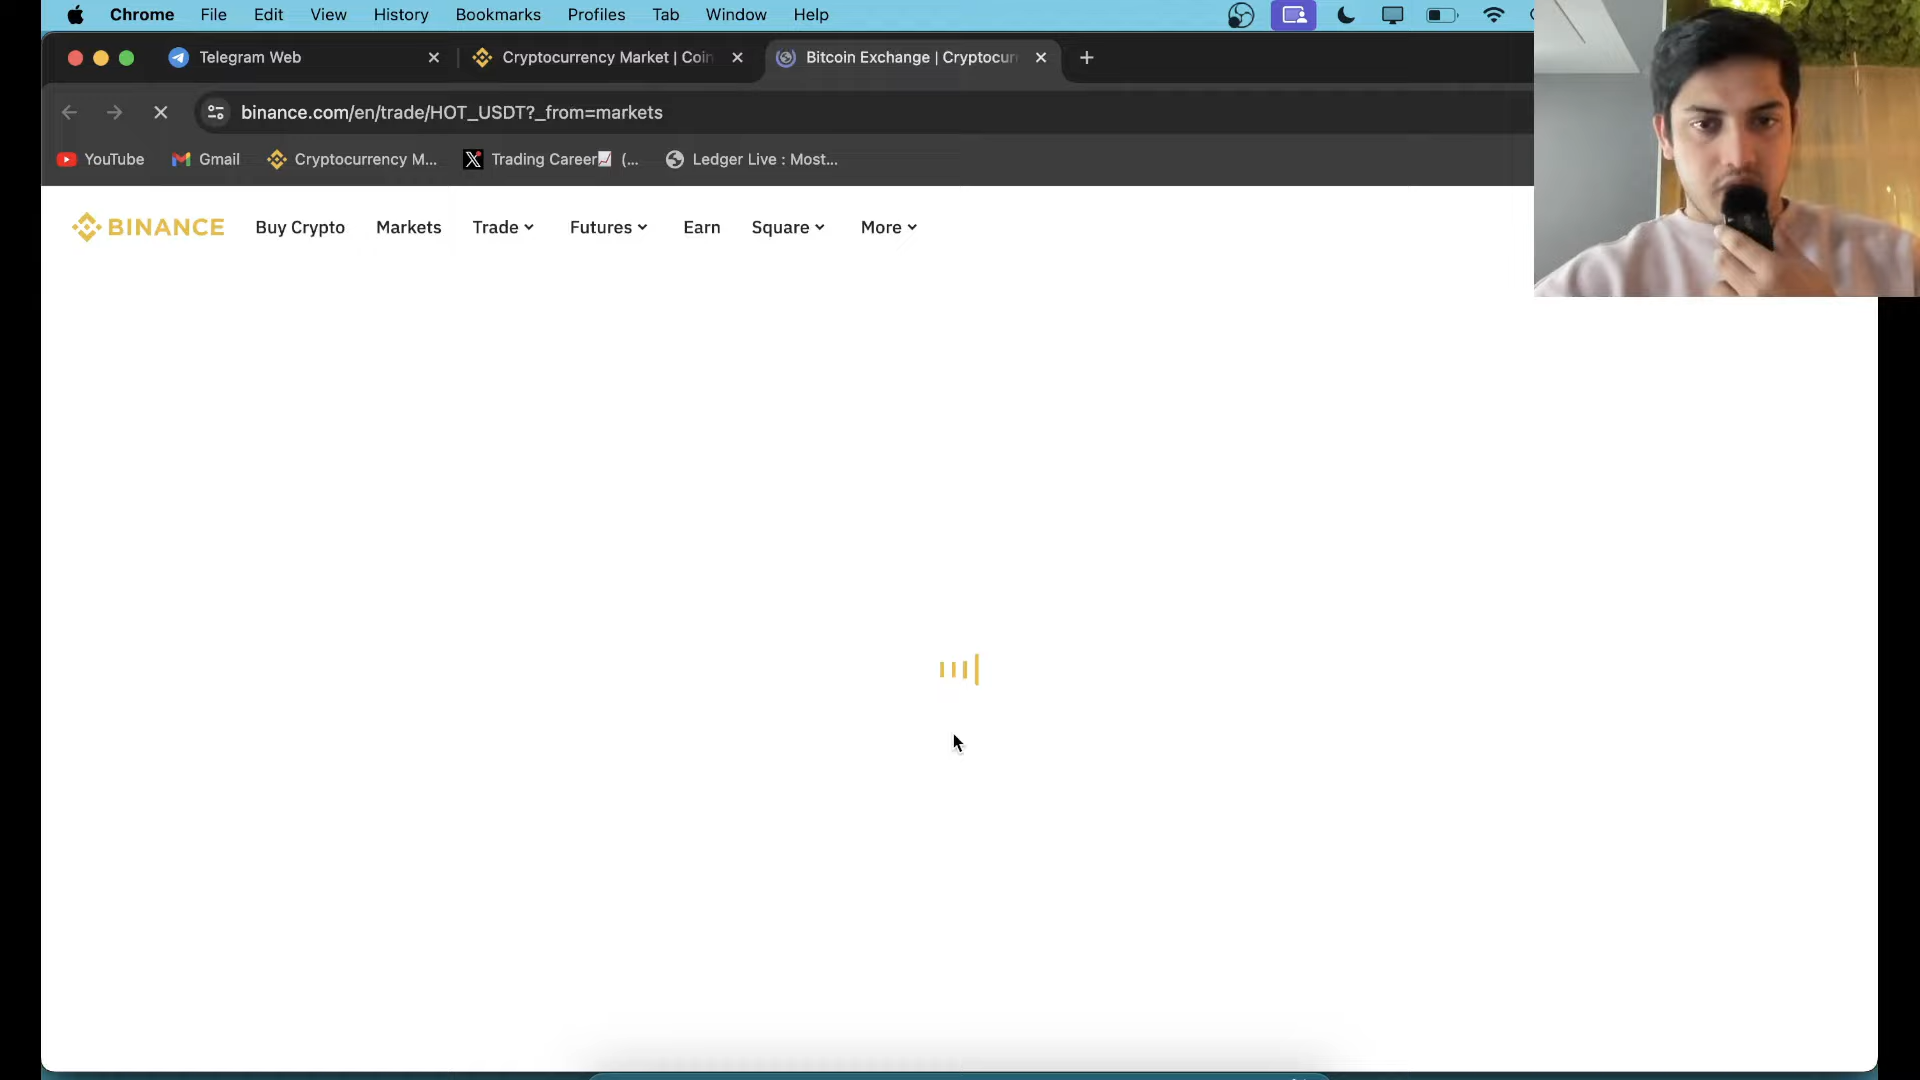 Chrome File Edit View History Bookmarks Profiles Tab Window Help
Telegram Web Cryptocurrency Market | Coin Bitcoin Exchange | Cryptocur
binance.com/en/trade/HOT_USDT?_from=markets
YouTube Gmail Cryptocurrency M... Trading Career (... Ledger Live : Most...
BINANCE Buy Crypto Markets Trade Futures Earn Square More